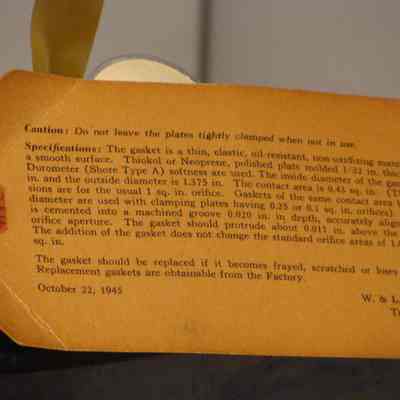 Caution: Do not leave the plates tightly clamped when not in use.
Specifications: The gasket is a thin, elastic, oil-resistant, non-oxidizing
a smooth surface. Thiokol or Neoprene, polished plate molded 1/32 in.
Durometer (Shore Type A) softness are used. The inside diameter of the
in. and the outside diameter is 1.375 in. The contact area is 0.43 sq. in.
sions are for the usual 1 sq. in. orifice. Gaskets of the same contact area
diameter are used with clamping plates having 0.25 or 0.1 sq. in. orifices)
is cemented into a machined groove 0.020 in. in depth, accurately
orifice aperture. The gasket should protrude about 0.011 in. above the
The addition of the gasket does not change the standard orifice areas of
sq. in.
The gasket should be replaced if it becomes frayed, scratched or
Replacement gaskets are obtainable from the Factory.
October 22, 1945
W. & L.